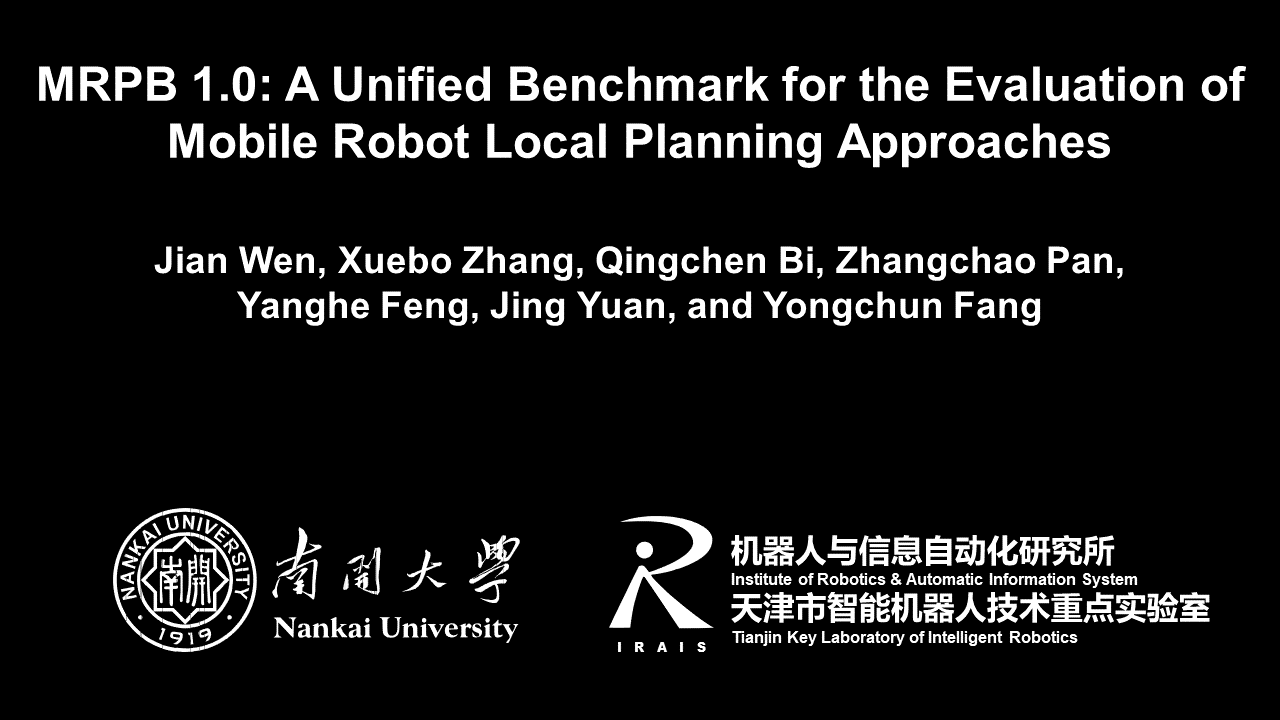 MRPB 1.0: A Unified Benchmark for the Evaluation of
Mobile Robot Local Planning Approaches
Jian Wen, Xuebo Zhang, Qingchen Bi, Zhangchao Pan,
Yanghe Feng, Jing Yuan, and Yongchun Fang
NANKAI UNIVERSITY
南開
1919
南開大學
Nankai University
IRAIS
机器人与信息自动化研究所
Institute of Robotics & Automatic Information System
天津市智能机器人技术重点实验室
Tianjin Key Laboratory of Intelligent Robotics